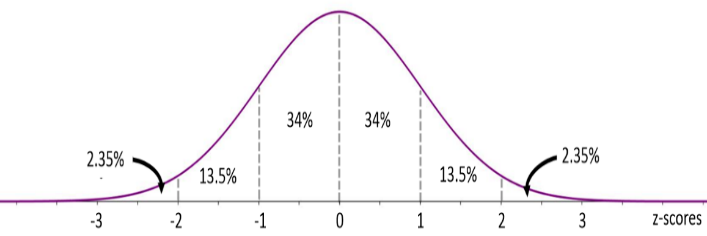 34% 34%
2.35% 2.35%
13.5% 13.5%
-3 -2 -1 0 1 2 3 z-scores